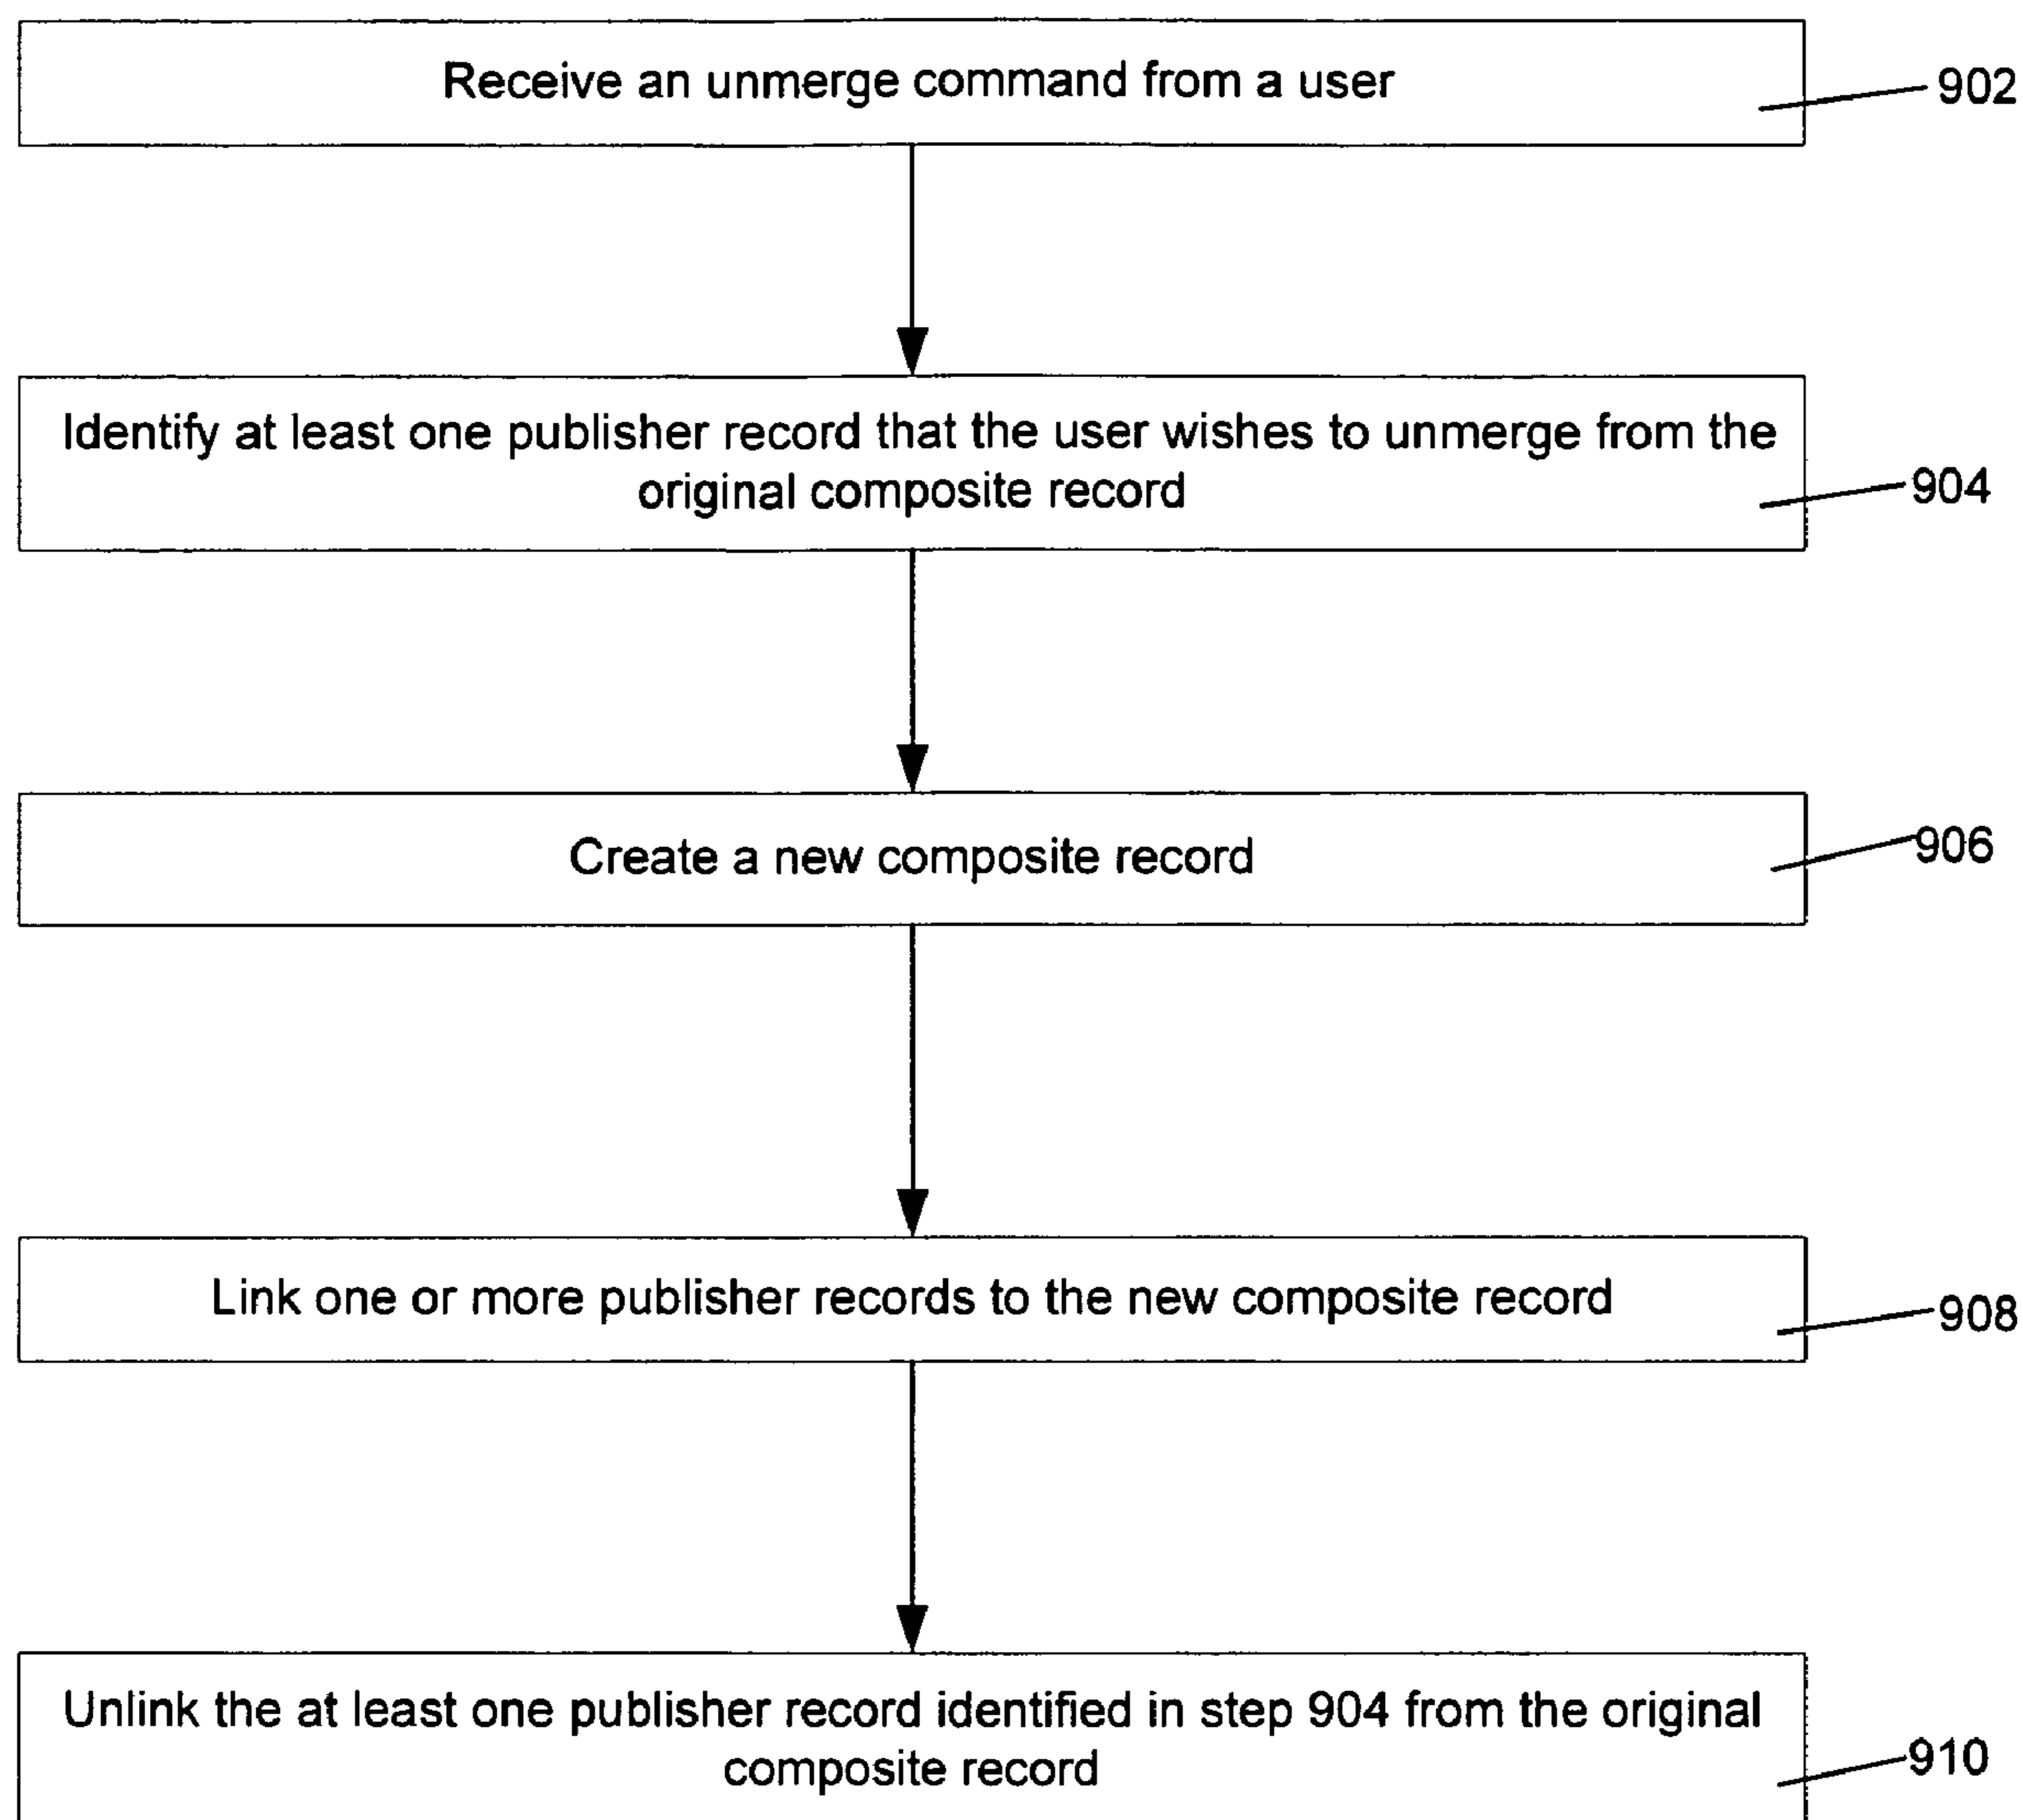 Receive an unmerge command from a user
902
Identify at least one publisher record that the user wishes to unmerge from the
original composite record
904
Create a new composite record
906
Link one or more publisher records to the new composite record
908
Unlink the at least one publisher record identified in step 904 from the original
composite record
910